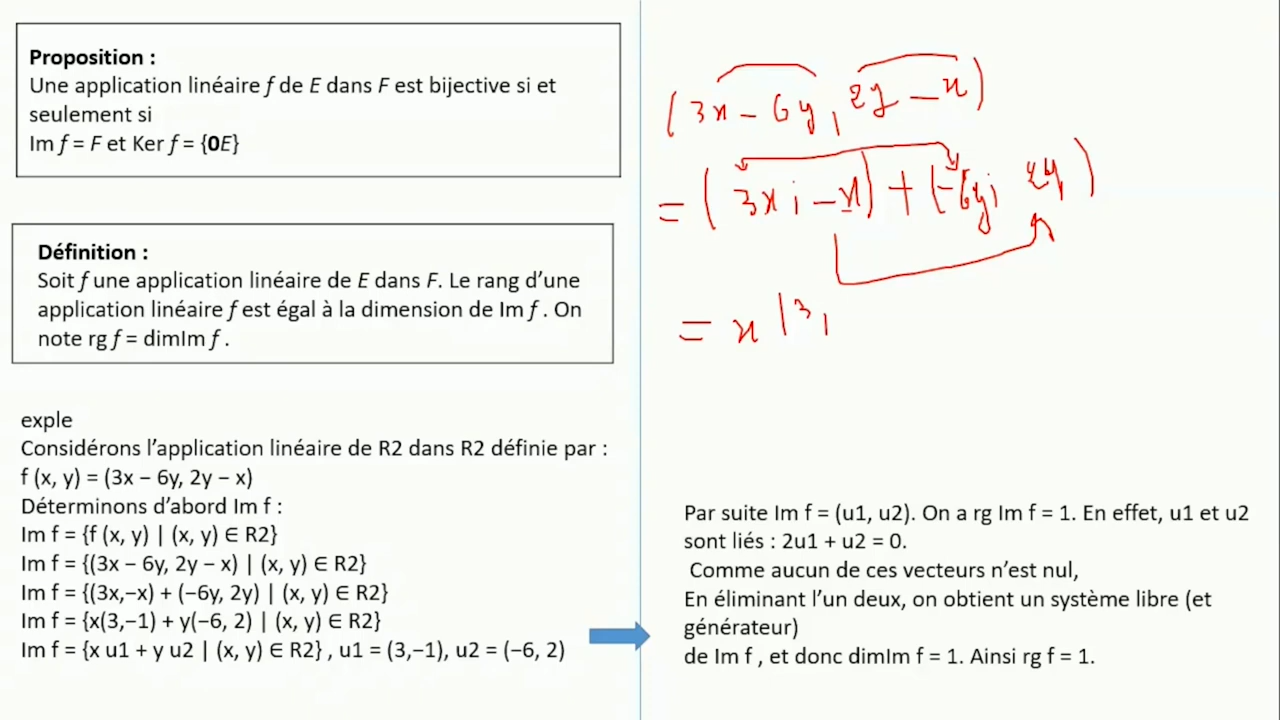 Proposition :
Une application linéaire f de E dans F est bijective si et
seulement si
Im f = F et Ker f = {0E}
Définition :
Soit f une application linéaire de E dans F. Le rang d’une
application linéaire f est égal à la dimension de Im f . On
note rg f = dimIm f .
exple
Considérons l’application linéaire de R2 dans R2 définie par :
f (x, y) = (3x − 6y, 2y − x)
Déterminons d’abord Im f :
Im f = {f (x, y) | (x, y) ∈ R2}
Im f = {(3x − 6y, 2y − x) | (x, y) ∈ R2}
Im f = {(3x,−x) + (−6y, 2y) | (x, y) ∈ R2}
Im f = {x(3,−1) + y(−6, 2) | (x, y) ∈ R2}
Im f = {x u1 + y u2 | (x, y) ∈ R2} , u1 = (3,−1), u2 = (−6, 2)
(3x − 6y, 2y − x)
= (3x; −x) + (−6y; 2y)
= x (3,
Par suite Im f = (u1, u2). On a rg Im f = 1. En effet, u1 et u2
sont liés : 2u1 + u2 = 0.
Comme aucun de ces vecteurs n’est nul,
En éliminant l’un deux, on obtient un système libre (et
générateur)
de Im f , et donc dimIm f = 1. Ainsi rg f = 1.